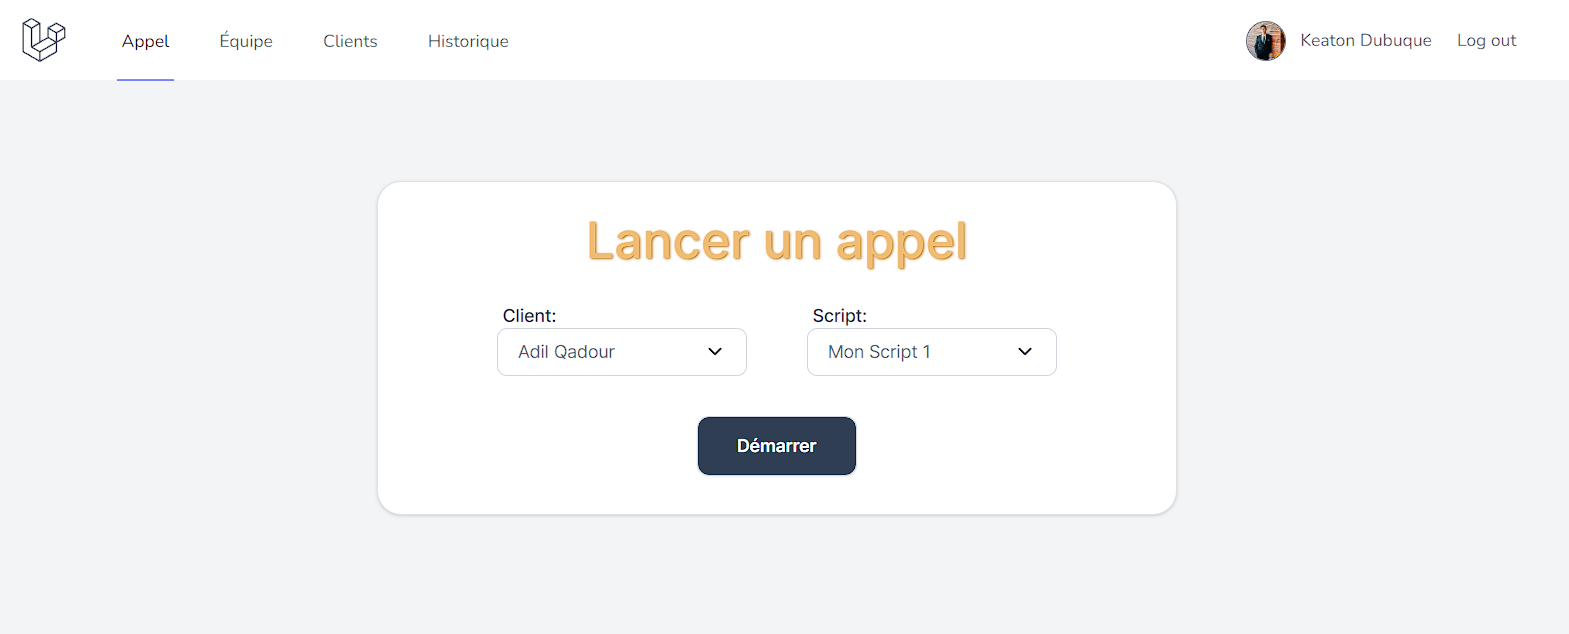 Appel Équipe Clients Historique Keaton Dubuque Log out
Lancer un appel
Client: Script:
Adil Qadour Mon Script 1
Démarrer